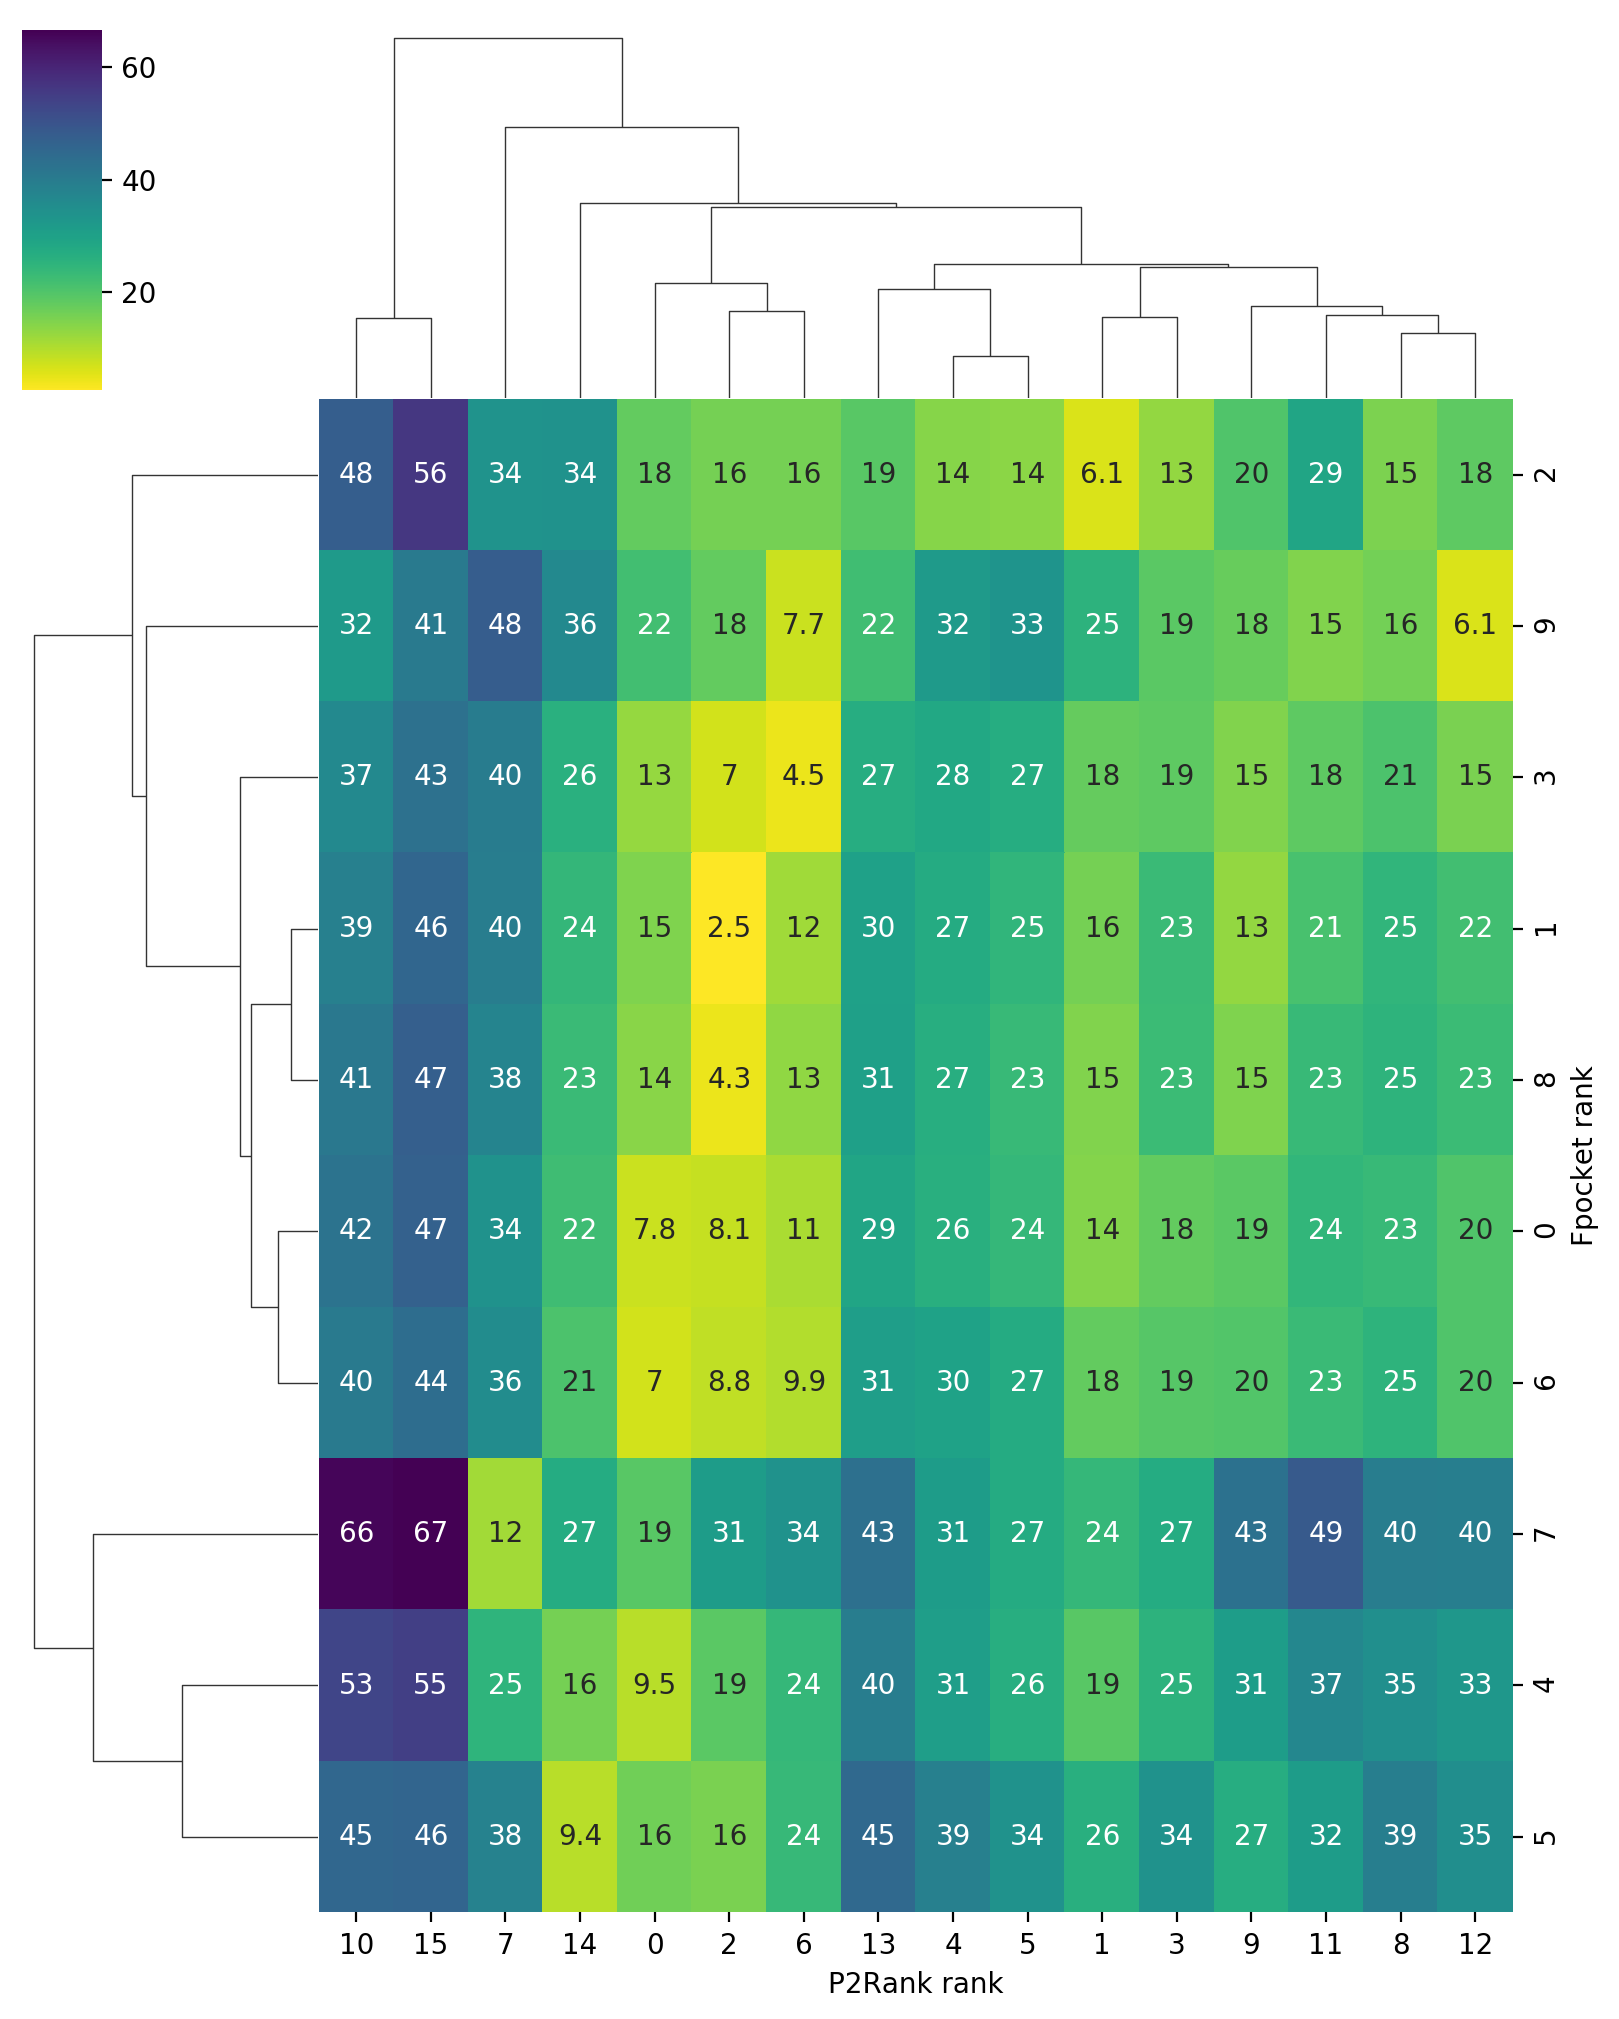 60
40
20
48 56 34 34 18 16 16 19 14 14 6.1 13 20 29 15 18 2
32 41 48 36 22 18 7.7 22 32 33 25 19 18 15 16 6.1 9
37 43 40 26 13 7 4.5 27 28 27 18 19 15 18 21 15 3
39 46 40 24 15 2.5 12 30 27 25 16 23 13 21 25 22 1
41 47 38 23 14 4.3 13 31 27 23 15 23 15 23 25 23 8
42 47 34 22 7.8 8.1 11 29 26 24 14 18 19 24 23 20 0
40 44 36 21 7 8.8 9.9 31 30 27 18 19 20 23 25 20 6
66 67 12 27 19 31 34 43 31 27 24 27 43 49 40 40 7
53 55 25 16 9.5 19 24 40 31 26 19 25 31 37 35 33 4
45 46 38 9.4 16 16 24 45 39 34 26 34 27 32 39 35 5
Fpocket rank
10 15 7 14 0 2 6 13 4 5 1 3 9 11 8 12
P2Rank rank